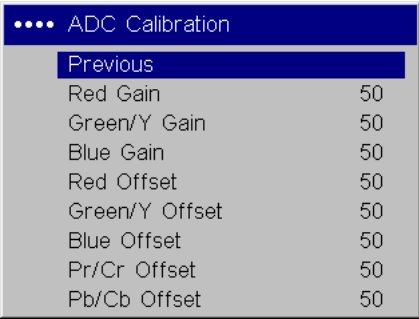 •••• ADC Calibration
Previous
Red Gain 50
Green/Y Gain 50
Blue Gain 50
Red Offset 50
Green/Y Offset 50
Blue Offset 50
Pr/Cr Offset 50
Pb/Cb Offset 50